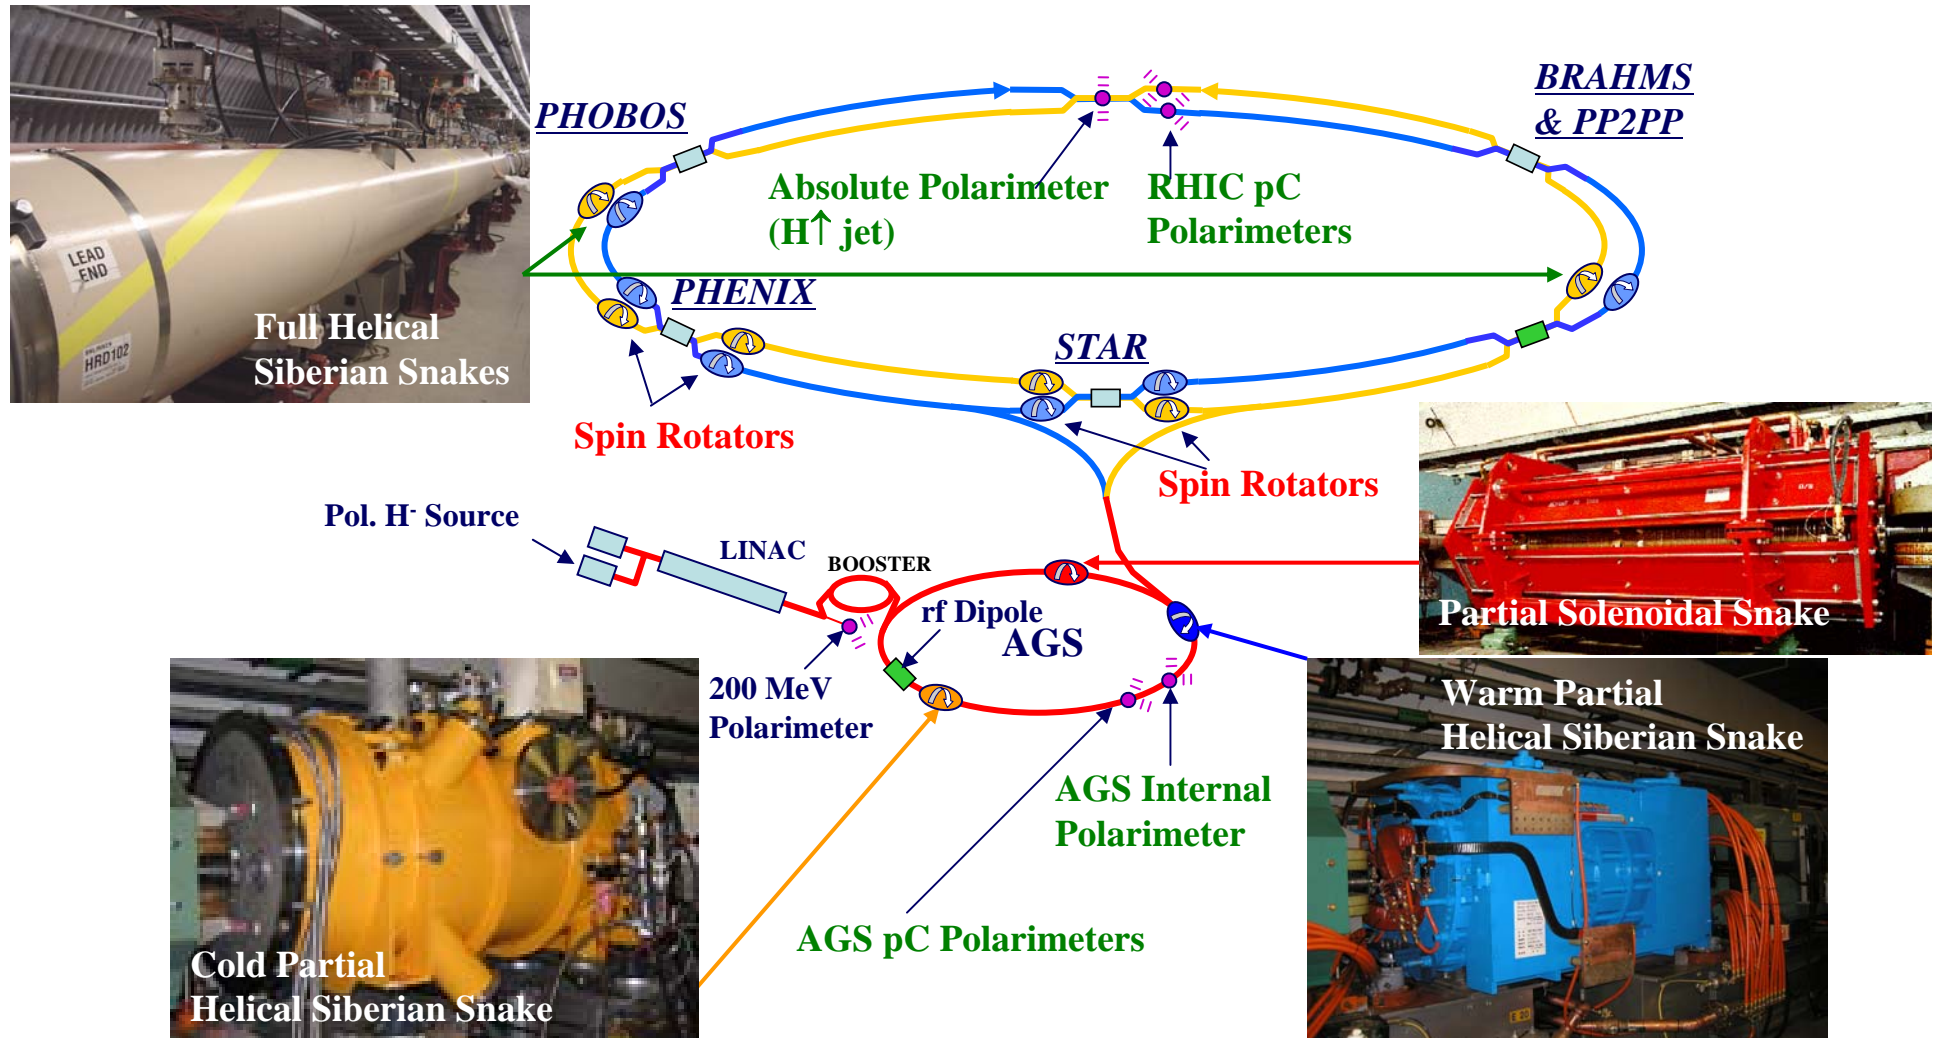 LEAD
END
HRD102
Full Helical
Siberian Snakes
PHOBOS
BRAHMS
& PP2PP
Absolute Polarimeter
(H↑ jet)
RHIC pC
Polarimeters
PHENIX
STAR
Spin Rotators
Spin Rotators
Pol. H- Source
LINAC
BOOSTER
rf Dipole
AGS
200 MeV
Polarimeter
Partial Solenoidal Snake
Warm Partial
Helical Siberian Snake
E 20
AGS Internal
Polarimeter
AGS pC Polarimeters
Cold Partial
Helical Siberian Snake